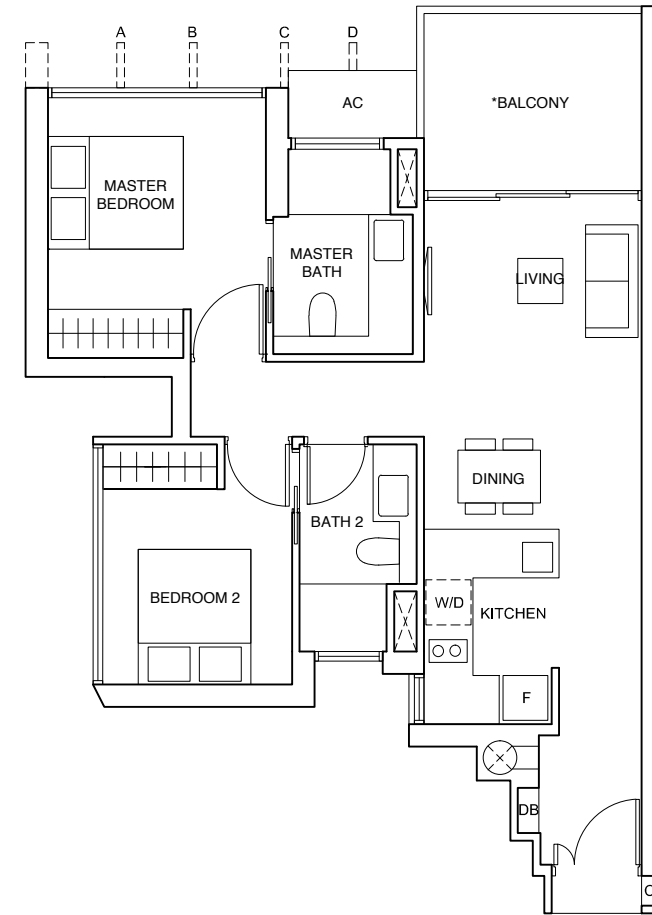 A
B
C
D
AC
*BALCONY
MASTER
BEDROOM
MASTER
BATH
LIVING
DINING
BATH 2
BEDROOM 2
W/D
KITCHEN
F
DB